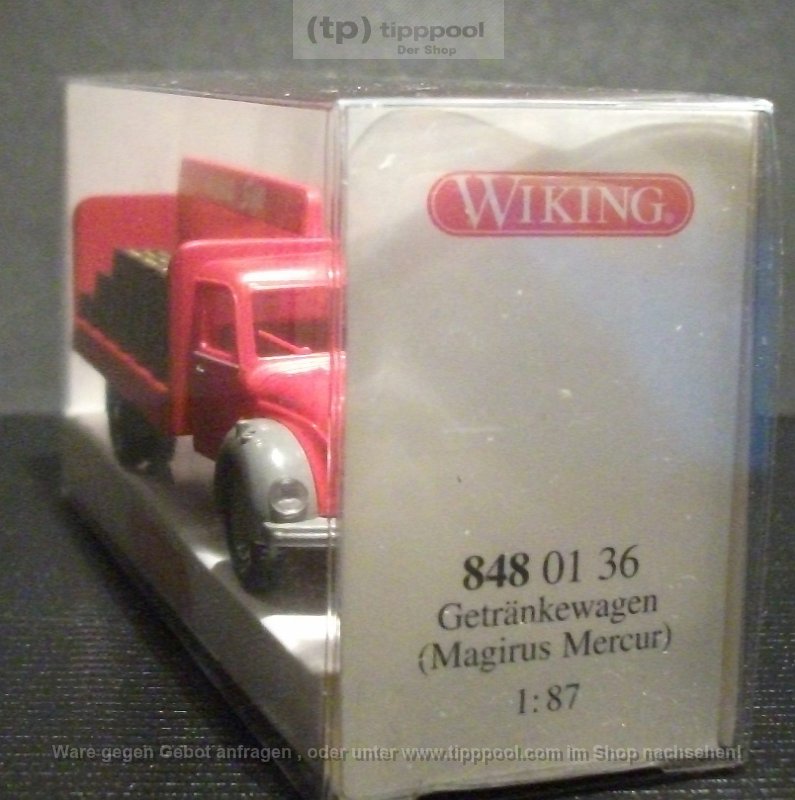 (tp) tipppool
Der Shop
WIKING®
848 01 36
Getränkewagen
(Magirus Mercur)
1:87
Ware gegen Gebot anfragen , oder unter www.tipppool.com im Shop nachsehen!